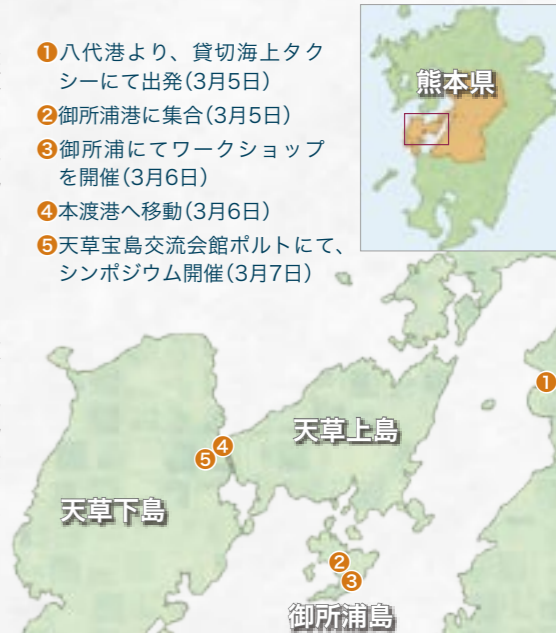 ❶八代港より、貸切海上タク
シーにて出発(3月5日)
❷御所浦港に集合(3月5日)
❸御所浦にてワークショップ
を開催(3月6日)
❹本渡港へ移動(3月6日)
❺天草宝島交流会館ポルトにて、
シンポジウム開催(3月7日)
熊本県
❶
天草上島
❹
❺
天草下島
❷
❸
御所浦島